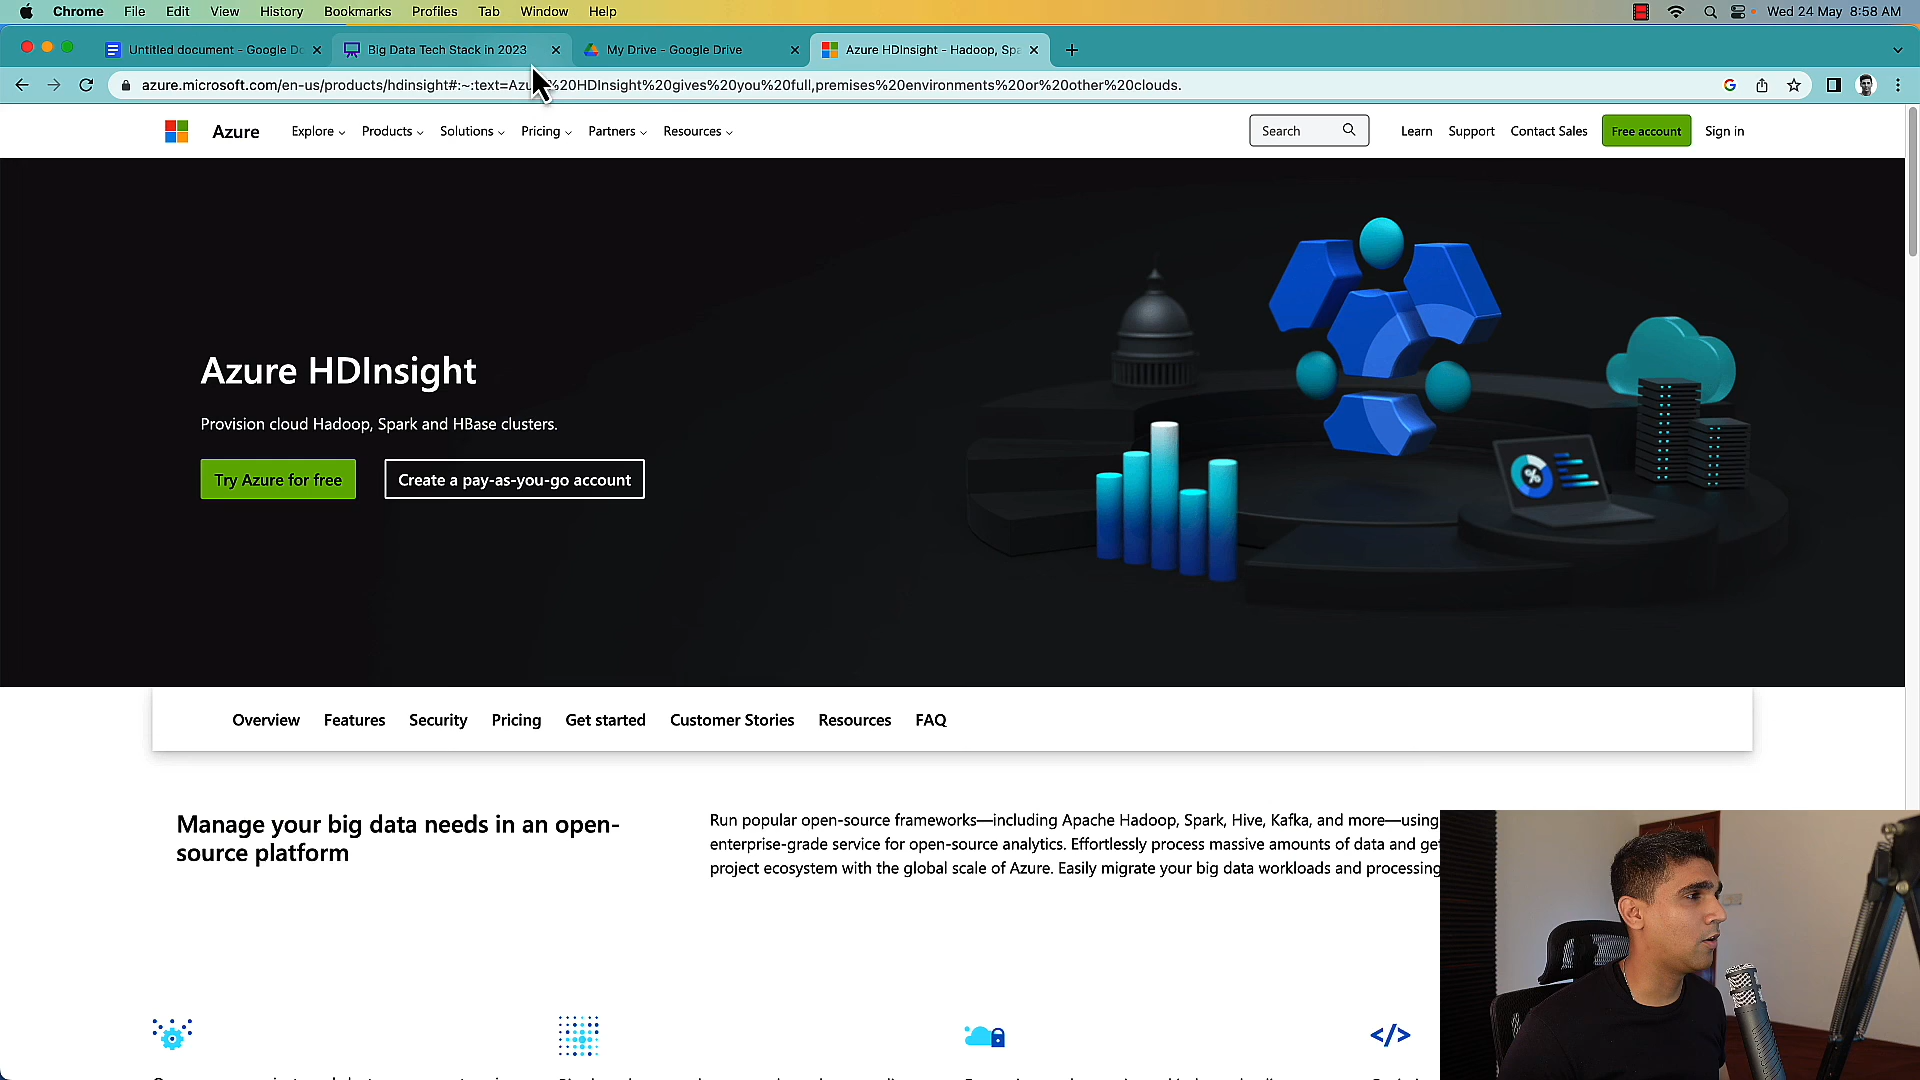 Chrome File Edit View History Bookmarks Profiles Tab Window Help Wed 24 May 8:58 AM
Untitled document - Google Do Big Data Tech Stack in 2023 My Drive - Google Drive Azure HDInsight - Hadoop, Spa
azure.microsoft.com/en-us/products/hdinsight#:~:text=Azu %20HDInsight%20gives%20you%20full,premises%20environments%20or%20other%20clouds.
Azure Explore Products Solutions Pricing Partners Resources Search Learn Support Contact Sales Free account Sign in
Azure HDInsight
Provision cloud Hadoop, Spark and HBase clusters.
Try Azure for free Create a pay-as-you-go account
Overview Features Security Pricing Get started Customer Stories Resources FAQ
Manage your big data needs in an open-
source platform
Run popular open-source frameworks—including Apache Hadoop, Spark, Hive, Kafka, and more—using
enterprise-grade service for open-source analytics. Effortlessly process massive amounts of data and get
project ecosystem with the global scale of Azure. Easily migrate your big data workloads and processing